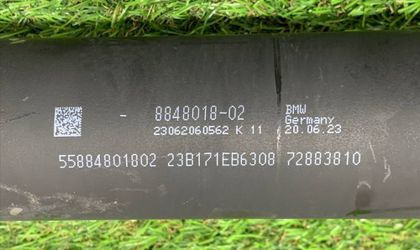 - 8848018-02 BMW
Germany
23062060562 K 11 20.06.23
55884801802 23B171EB6308 72883810